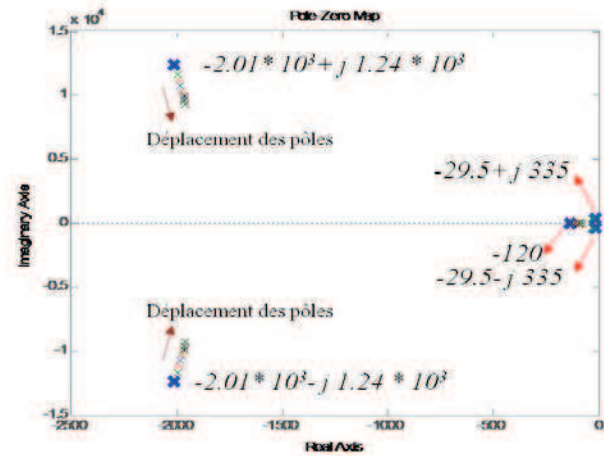 Pole-Zero Map
x 10⁴
1.5
-2.01* 10³+ j 1.24 * 10³
1
Déplacement des pôles
0.5
-29.5+ j 335
0
-120
-29.5- j 335
-0.5
Déplacement des pôles
-1
-2.01* 10³- j 1.24 * 10³
-1.5
-2500
-2000
-1500
-1000
-500
0
Real Axis
Imaginary Axis